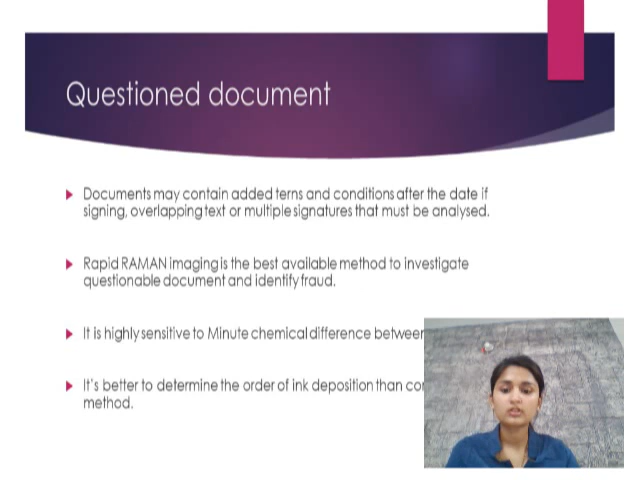 Questioned document
Documents may contain added terns and conditions after the date if
signing, overlapping text or multiple signatures that must be analysed.
Rapid RAMAN imaging is the best available method to investigate
questionable document and identify fraud.
It is highly sensitive to Minute chemical difference between
It's better to determine the order of ink deposition than
method.